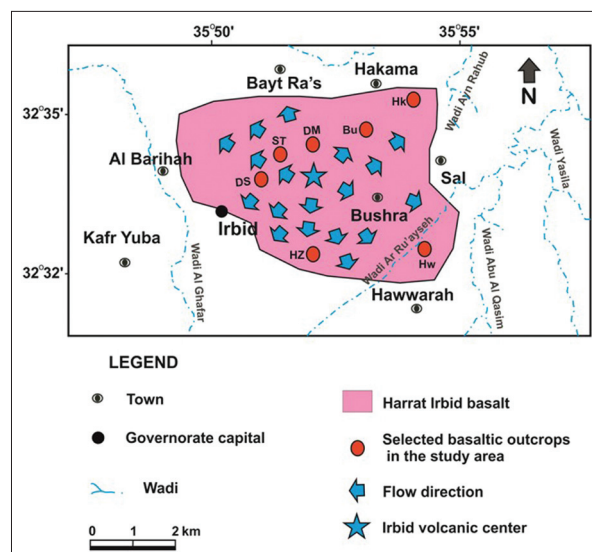 35°50'
35°55'
Bayt Ra's
Hakama
Wadi Ayn Rahub
N
32°35'
Hk
Bu
DM
ST
Al Barihah
DS
Sal
Wadi Yasila
Bushra
Irbid
Kafr Yuba
Wadi Al Ghafar
Wadi Ar Ru'ayseh
Wadi Abu Al Qasim
32°32'
HZ
Hw
Hawwarah
LEGEND
Town
Governorate capital
Wadi
0 1 2 km
Harrat Irbid basalt
Selected basaltic outcrops
in the study area
Flow direction
Irbid volcanic center